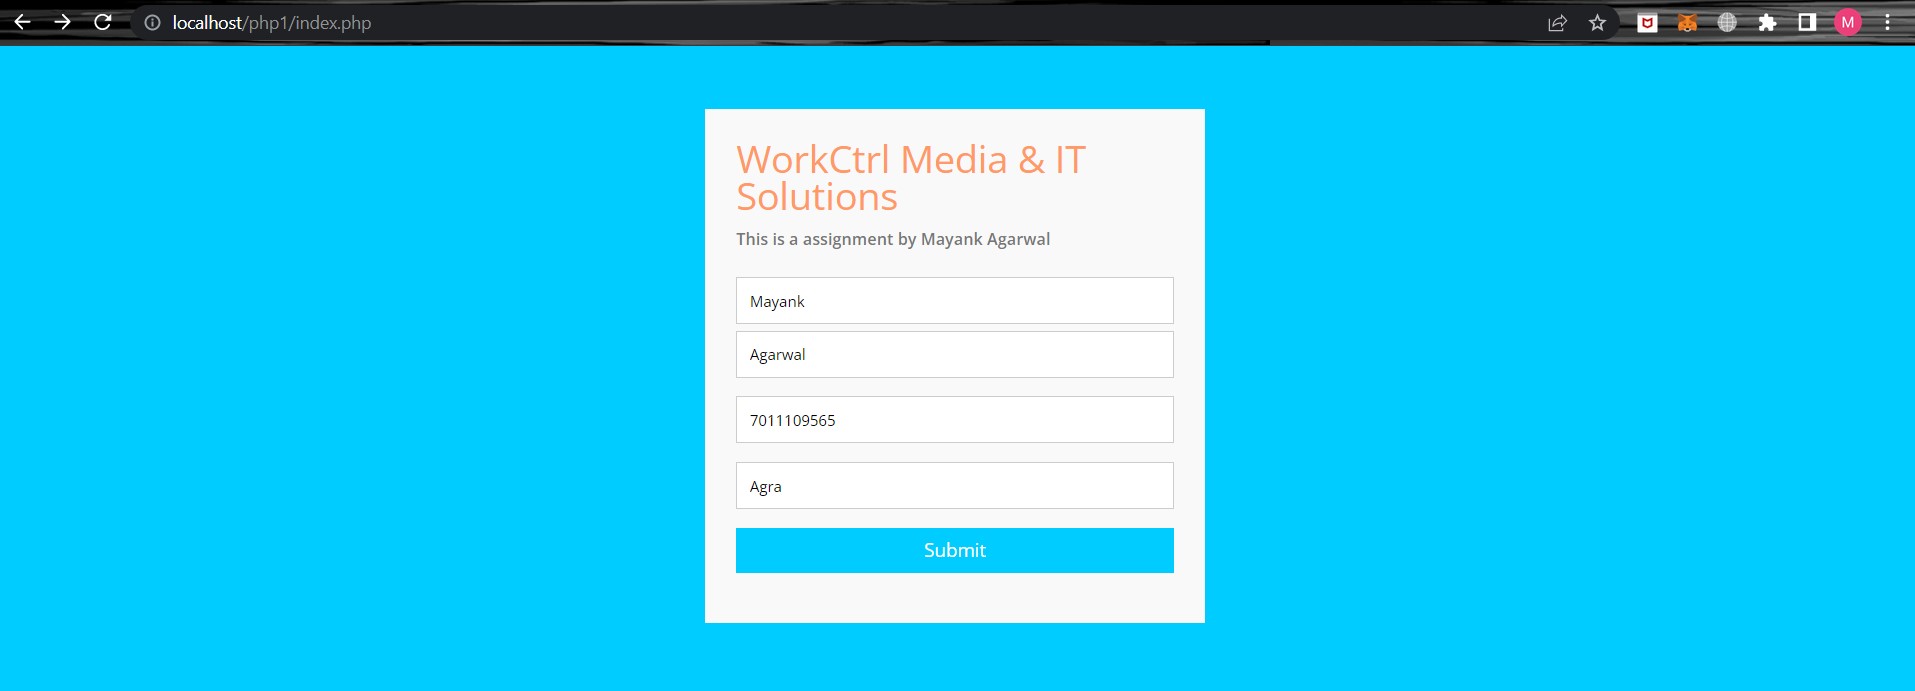 localhost/php1/index.php
M
WorkCtrl Media & IT
Solutions
This is a assignment by Mayank Agarwal
Mayank
Agarwal
7011109565
Agra
Submit